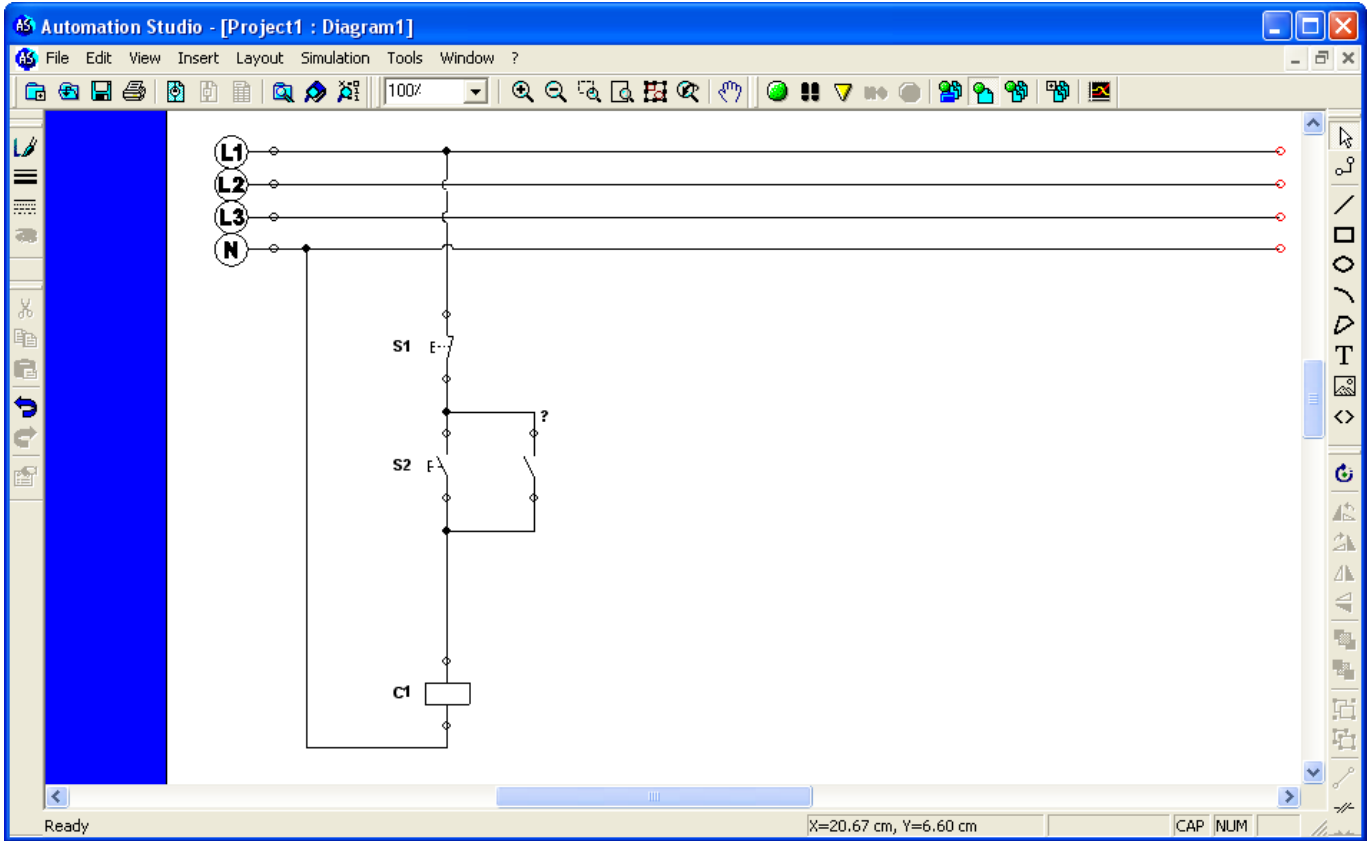 Automation Studio - [Project1 : Diagram1]
File Edit View Insert Layout Simulation Tools Window ?
100%
L1
L2
L3
N
S1
?
S2
C1
T
Ready
X=20.67 cm, Y=6.60 cm
CAP NUM